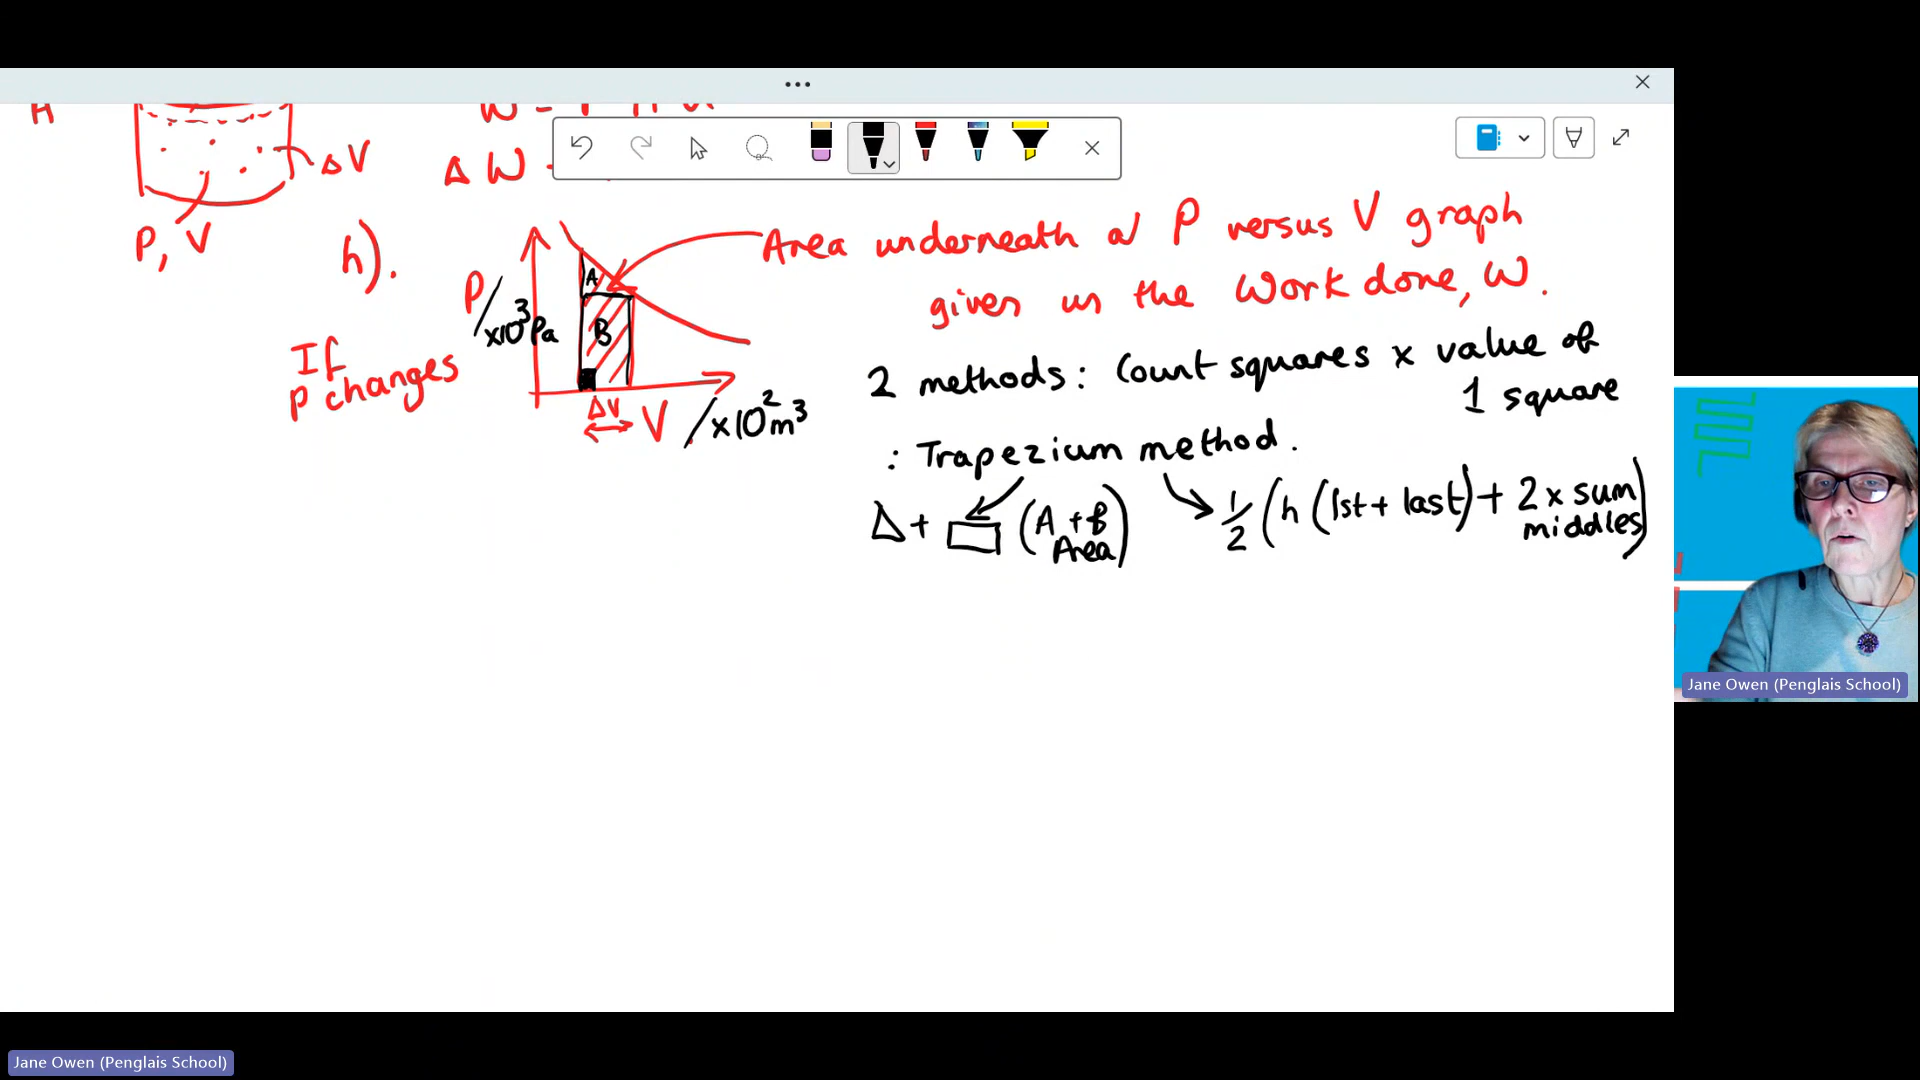 ΔV
ΔW
P, V
h).
Area underneath a P versus V graph
gives us the work done, W.
P/x10³Pa
A
B
If
P changes
ΔV
V/x10²m³
2 methods: Count squares x value of
1 square
: Trapezium method.
Δ + ▭ (A + B
Area)
1/2 (h (1st + last) + 2 x sum
middles)
Jane Owen (Penglais School)
Jane Owen (Penglais School)